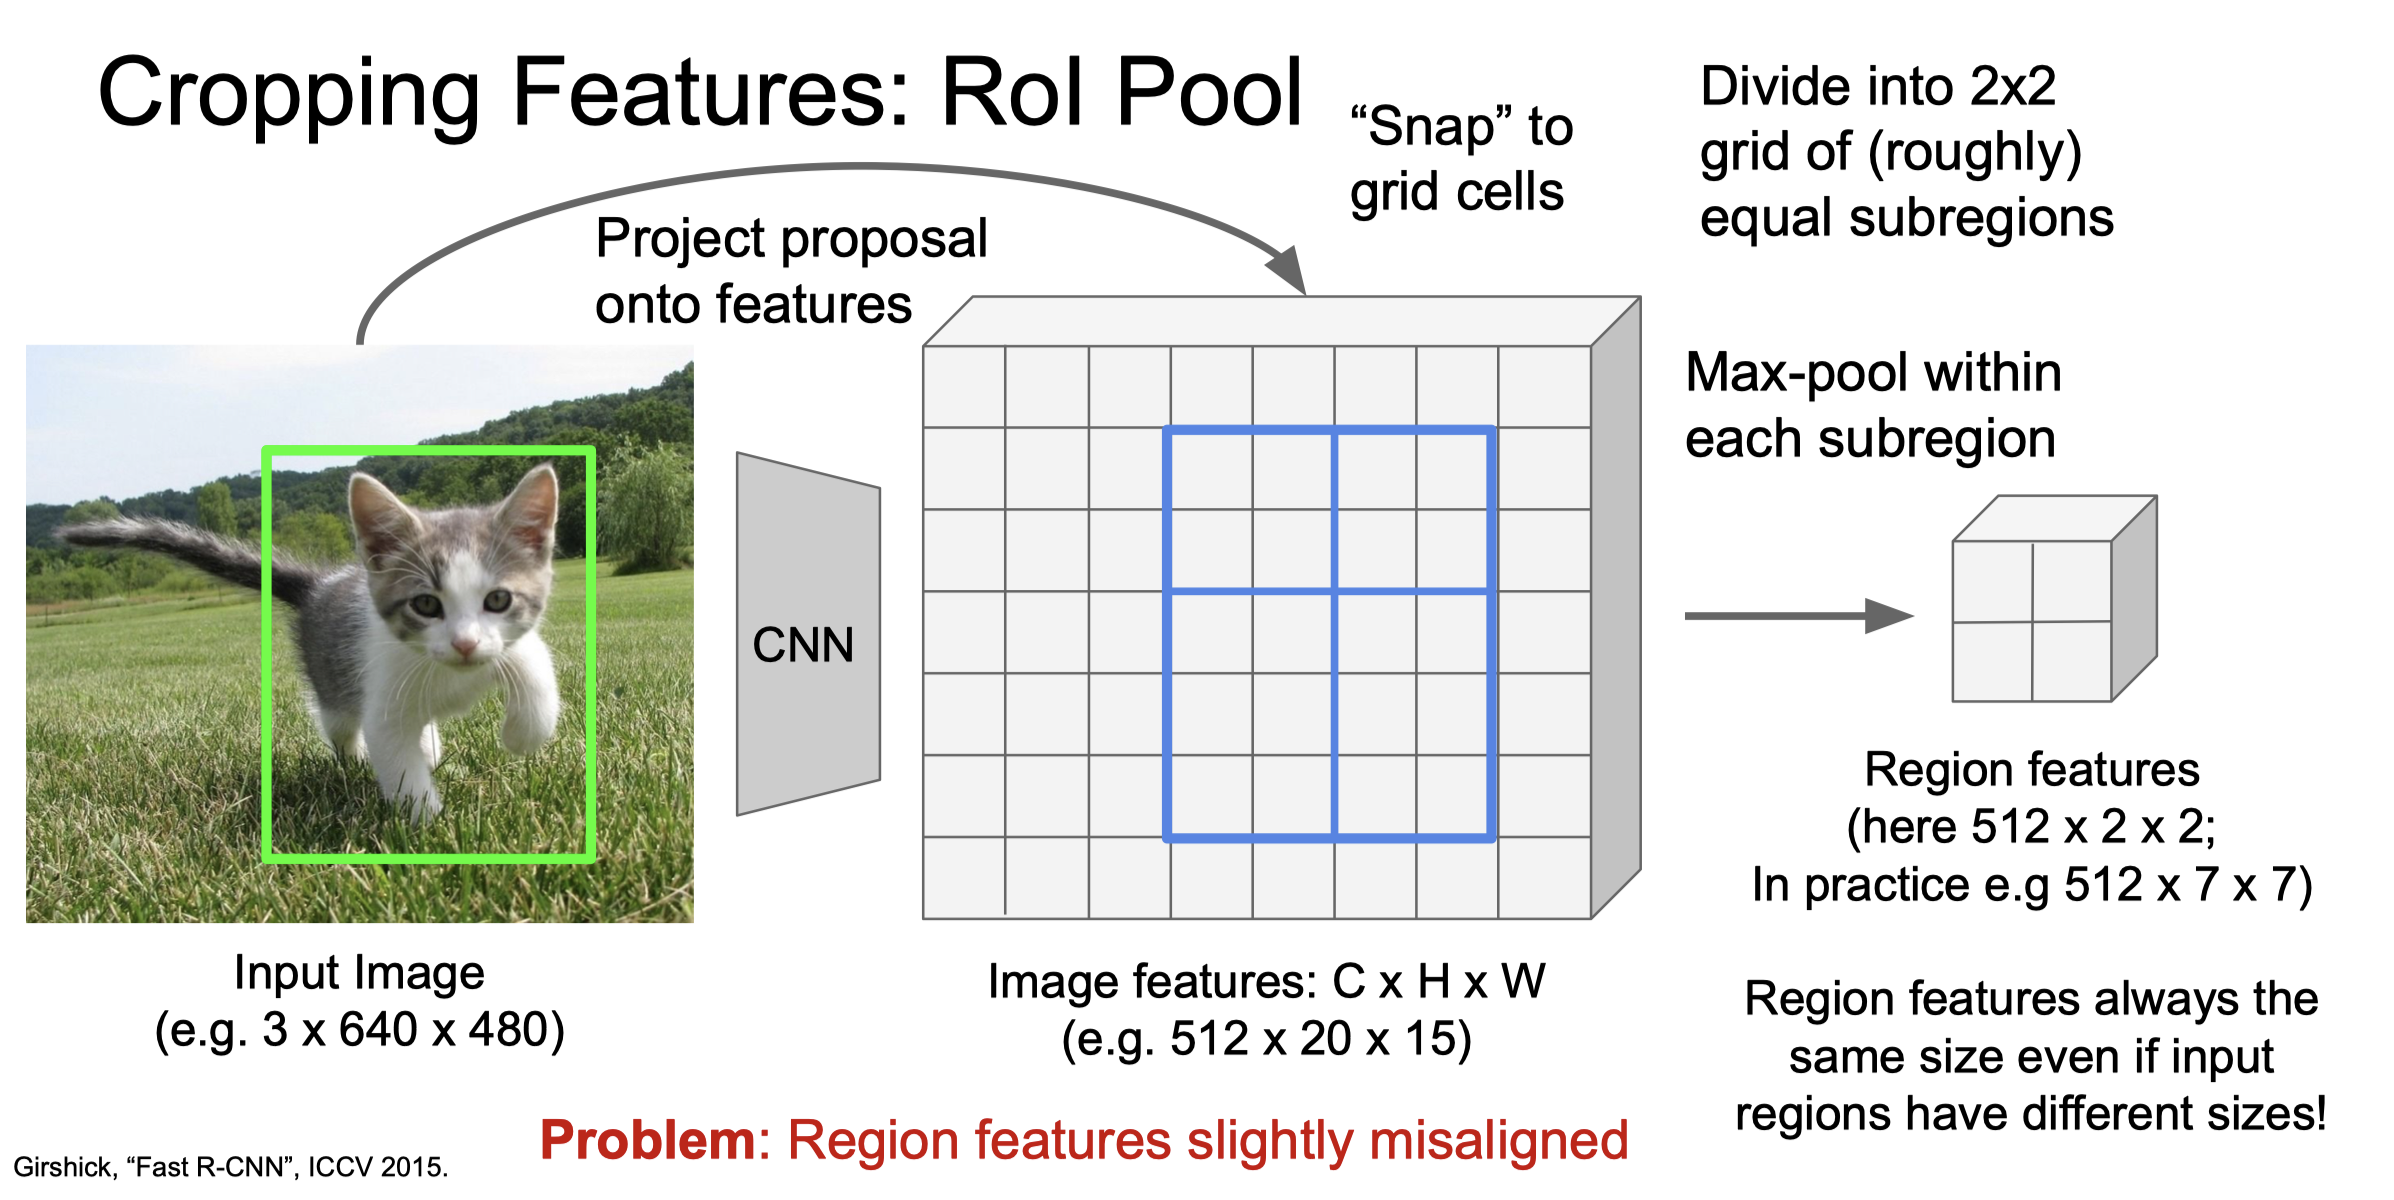 Cropping Features: RoI Pool
“Snap” to
grid cells
Divide into 2x2
grid of (roughly)
equal subregions
Project proposal
onto features
Max-pool within
each subregion
CNN
Input Image
(e.g. 3 x 640 x 480)
Image features: C x H x W
(e.g. 512 x 20 x 15)
Region features
(here 512 x 2 x 2;
In practice e.g 512 x 7 x 7)
Region features always the
same size even if input
regions have different sizes!
Problem: Region features slightly misaligned
Girshick, “Fast R-CNN”, ICCV 2015.